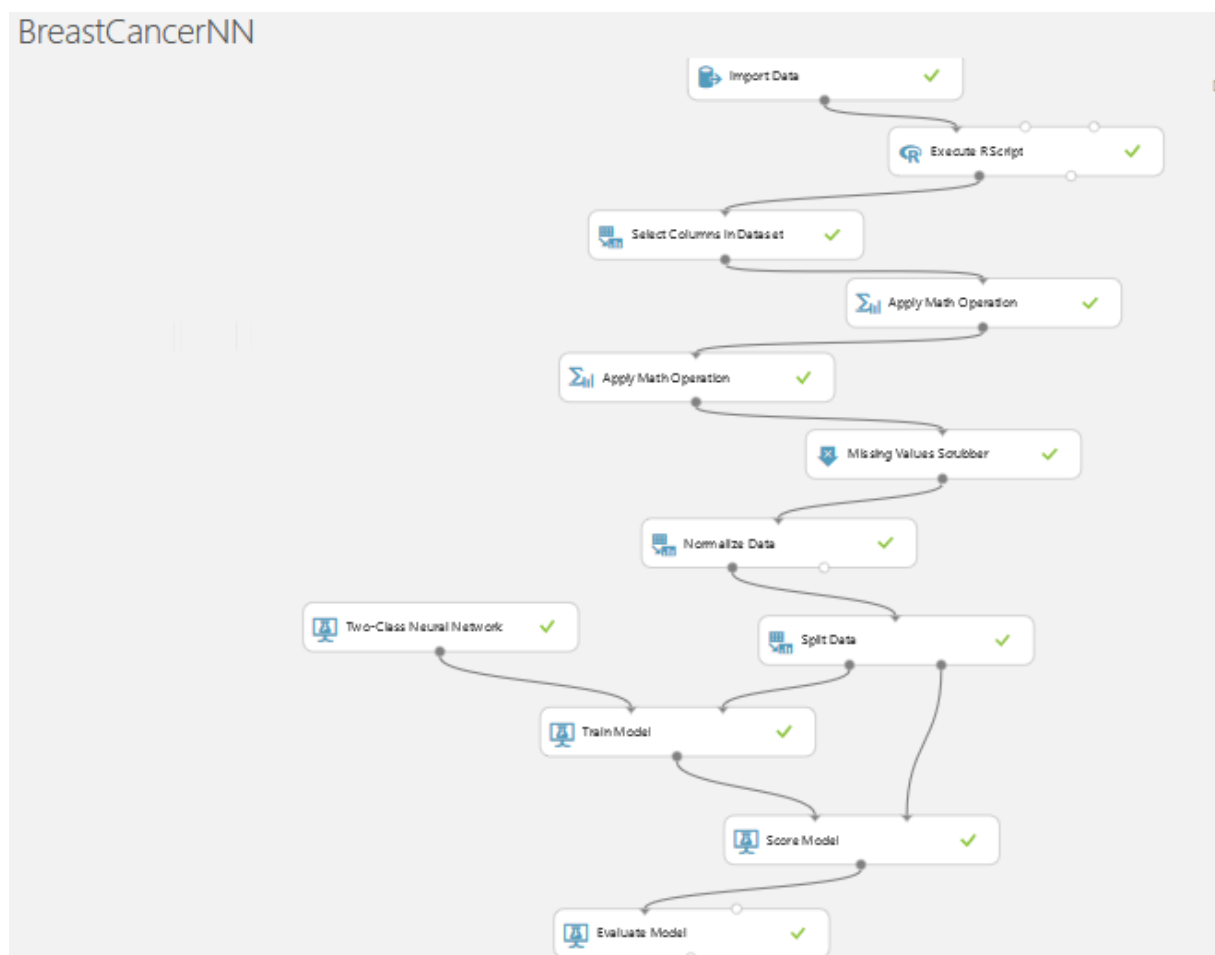 BreastCancerNN
Import Data
Execute R Script
Select Columns in Dataset
Apply Math Operation
Apply Math Operation
Missing Values Scrubber
Normalize Data
Two-Class Neural Network
Split Data
Train Model
Score Model
Evaluate Model